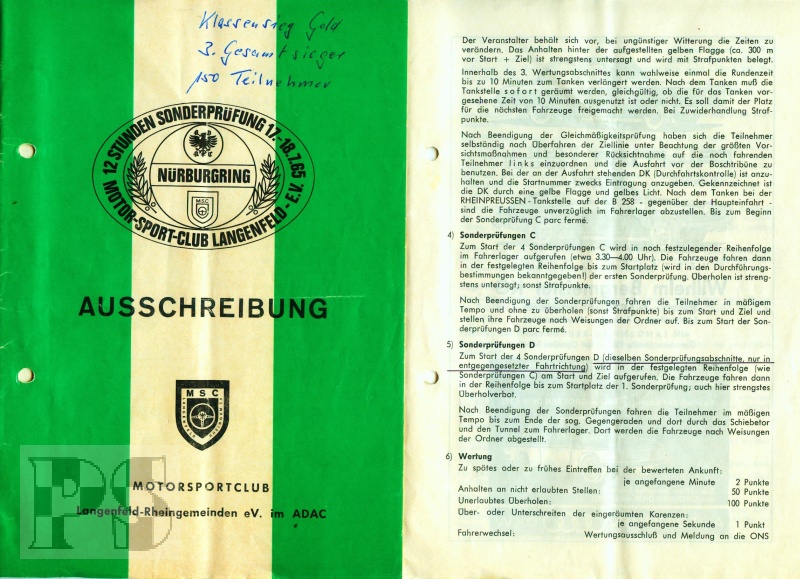 Klassensieg Gold
3. Gesamtsieger
150 Teilnehmer
12 STUNDEN SONDERPRÜFUNG 17.-18.7.65
NÜRBURGRING
MSC
MOTOR-SPORT-CLUB LANGENFELD - E.V.
AUSSCHREIBUNG
MSC
MOTORSPORTCLUB
Langenfeld-Rheingemeinden eV. im ADAC
PS
Der Veranstalter behält sich vor, bei ungünstiger Witterung die Zeiten zu
verändern. Das Anhalten hinter der aufgestellten gelben Flagge (ca. 300 m
vor Start + Ziel) ist strengstens untersagt und wird mit Strafpunkten belegt.
Innerhalb des 3. Wertungsabschnittes kann wahlweise einmal die Rundenzeit
bis zu 10 Minuten zum Tanken verlängert werden. Nach dem Tanken muß die
Tankstelle sofort geräumt werden, gleichgültig, ob die für das Tanken vor-
gesehene Zeit von 10 Minuten ausgenutzt ist oder nicht. Es soll damit der Platz
für die nächsten Fahrzeuge freigemacht werden. Bei Zuwiderhandlung Straf-
punkte.
Nach Beendigung der Gleichmäßigkeitsprüfung haben sich die Teilnehmer
selbständig nach Überfahren der Ziellinie unter Beachtung der größten Vor-
sichtsmaßnahmen und besonderer Rücksichtnahme auf die noch fahrenden
Teilnehmer links einzuordnen und die Ausfahrt vor der Boschtribüne zu
benutzen. Bei der an der Ausfahrt stehenden DK (Durchfahrtskontrolle) ist anzu-
halten und die Startnummer zwecks Eintragung anzugeben. Gekennzeichnet ist
die DK durch eine gelbe Flagge und gelbes Licht. Nach dem Tanken bei der
RHEINPREUSSEN-Tankstelle auf der B 258 - gegenüber der Haupteinfahrt -
sind die Fahrzeuge unverzüglich im Fahrerlager abzustellen. Bis zum Beginn
der Sonderprüfung C parc fermé.
4) Sonderprüfungen C
Zum Start der 4 Sonderprüfungen C wird in noch festzulegender Reihenfolge
im Fahrerlager aufgerufen (etwa 3.30—4.00 Uhr). Die Fahrzeuge fahren dann
in der festgelegten Reihenfolge bis zum Startplatz (wird in den Durchführungs-
bestimmungen bekanntgegeben!) der ersten Sonderprüfung. Überholen ist streng-
stens untersagt; sonst Strafpunkte.
Nach Beendigung der Sonderprüfungen fahren die Teilnehmer in mäßigem
Tempo und ohne zu überholen (sonst Strafpunkte) bis zum Start und Ziel und
stellen ihre Fahrzeuge nach Weisungen der Ordner auf. Bis zum Start der Son-
derprüfungen D parc fermé.
5) Sonderprüfungen D
Zum Start der 4 Sonderprüfungen D (dieselben Sonderprüfungsabschnitte, nur in
entgegengesetzter Fahrtrichtung) wird in der festgelegten Reihenfolge (wie
Sonderprüfungen C) am Start und Ziel aufgerufen. Die Fahrzeuge fahren dann
in der Reihenfolge bis zum Startplatz der 1. Sonderprüfung; auch hier strengstes
Überholverbot.
Nach Beendigung der Sonderprüfungen fahren die Teilnehmer im mäßigen
Tempo bis zum Ende der sog. Gegengeraden und dort durch das Schiebetor
und den Tunnel zum Fahrerlager. Dort werden die Fahrzeuge nach Weisungen
der Ordner abgestellt.
6) Wertung
Zu spätes oder zu frühes Eintreffen bei der bewerteten Ankunft:
je angefangene Minute 2 Punkte
Anhalten an nicht erlaubten Stellen: 50 Punkte
Unerlaubtes Überholen: 100 Punkte
Über- oder Unterschreiten der eingeräumten Karenzen:
je angefangene Sekunde 1 Punkt
Fahrerwechsel: Wertungsausschluß und Meldung an die ONS